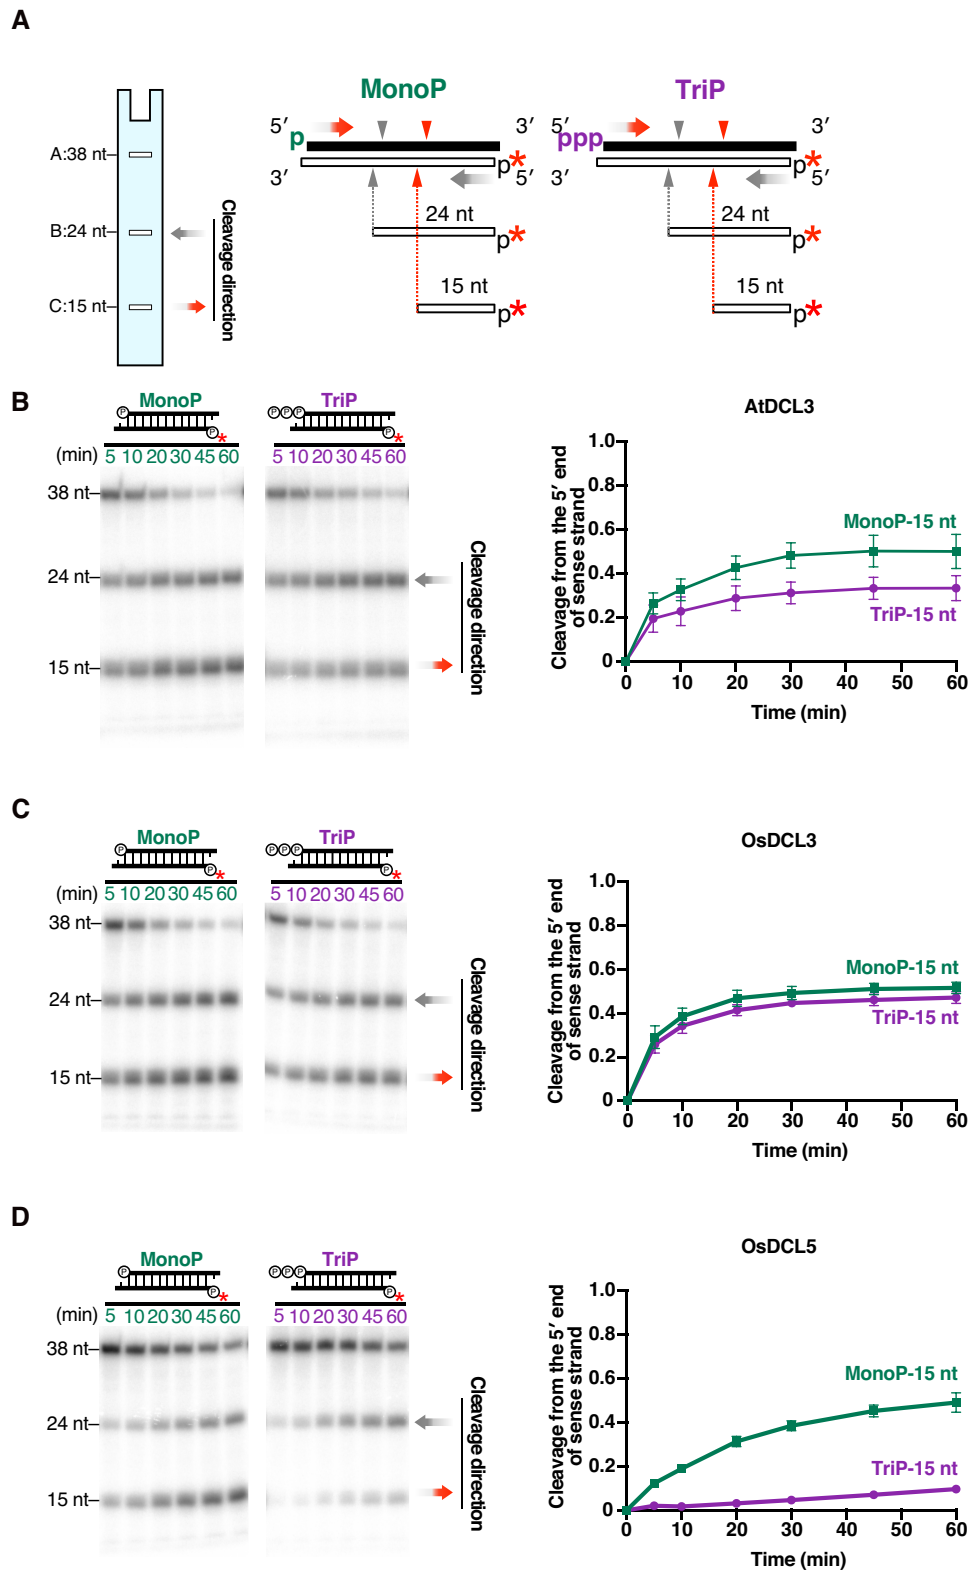 A
MonoP
TriP
5′ p 3′ 5′ ppp 3′
3′ p* 5′ 3′ p* 5′
A:38 nt
B:24 nt
C:15 nt
Cleavage direction
24 nt
p*
15 nt
p*
24 nt
p*
15 nt
p*
B
MonoP
P
P *
TriP
P P P
P *
(min) 5 10 20 30 45 60 5 10 20 30 45 60
38 nt
24 nt
15 nt
Cleavage direction
AtDCL3
Cleavage from the 5′ end
of sense strand
1.0
0.8
0.6
0.4
0.2
0
MonoP-15 nt
TriP-15 nt
0 10 20 30 40 50 60
Time (min)
C
MonoP
P
P *
TriP
P P P
P *
(min) 5 10 20 30 45 60 5 10 20 30 45 60
38 nt
24 nt
15 nt
Cleavage direction
OsDCL3
Cleavage from the 5′ end
of sense strand
1.0
0.8
0.6
0.4
0.2
0
MonoP-15 nt
TriP-15 nt
0 10 20 30 40 50 60
Time (min)
D
MonoP
P
P *
TriP
P P P
P *
(min) 5 10 20 30 45 60 5 10 20 30 45 60
38 nt
24 nt
15 nt
Cleavage direction
OsDCL5
Cleavage from the 5′ end
of sense strand
1.0
0.8
0.6
0.4
0.2
0
MonoP-15 nt
TriP-15 nt
0 10 20 30 40 50 60
Time (min)